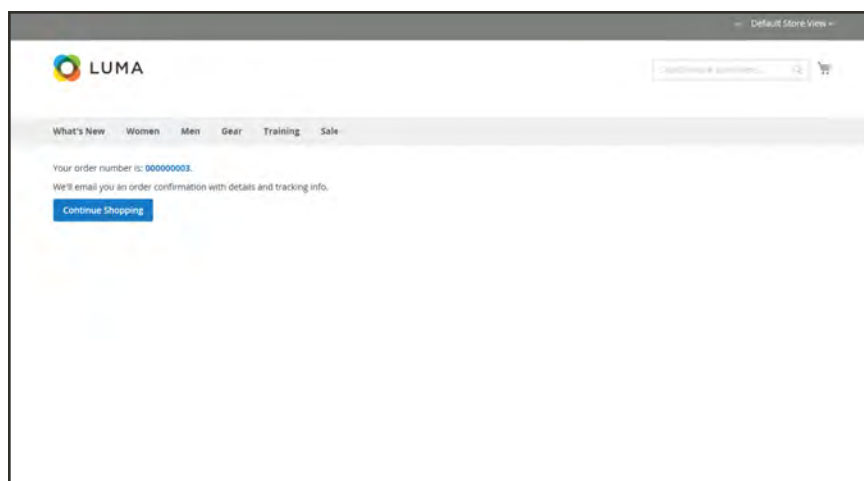 Default Store View
LUMA
What's New Women Men Gear Training Sale
Your order number is: 000000003.
We'll email you an order confirmation with details and tracking info.
Continue Shopping